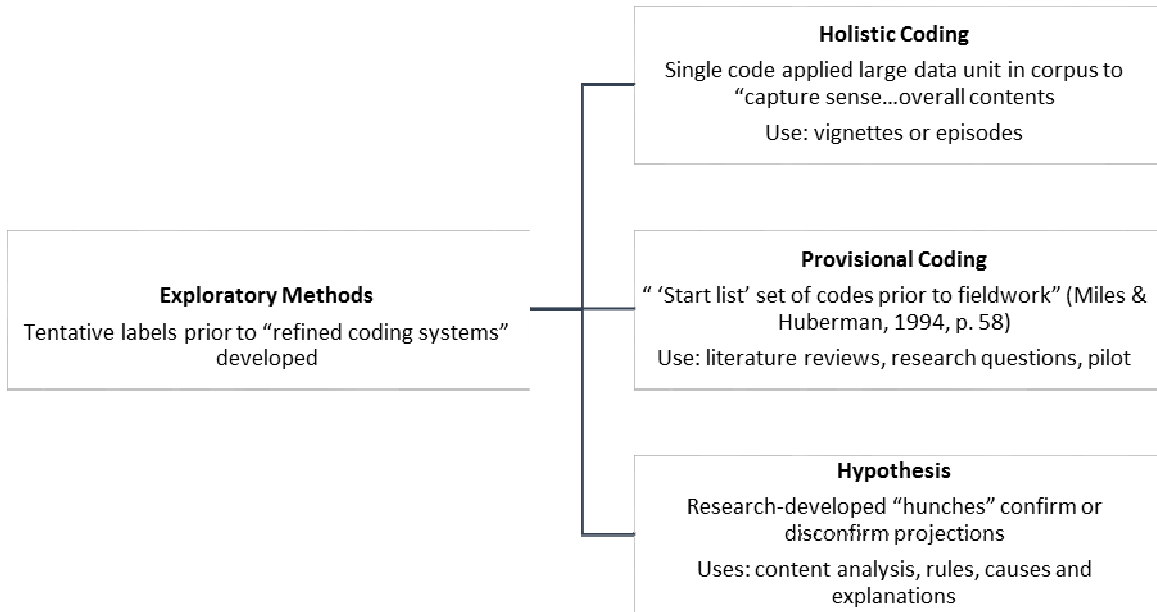 Holistic Coding
Single code applied large data unit in corpus to
“capture sense…overall contents
Use: vignettes or episodes
Exploratory Methods
Tentative labels prior to “refined coding systems”
developed
Provisional Coding
“ ‘Start list’ set of codes prior to fieldwork” (Miles &
Huberman, 1994, p. 58)
Use: literature reviews, research questions, pilot
Hypothesis
Research-developed “hunches” confirm or
disconfirm projections
Uses: content analysis, rules, causes and
explanations